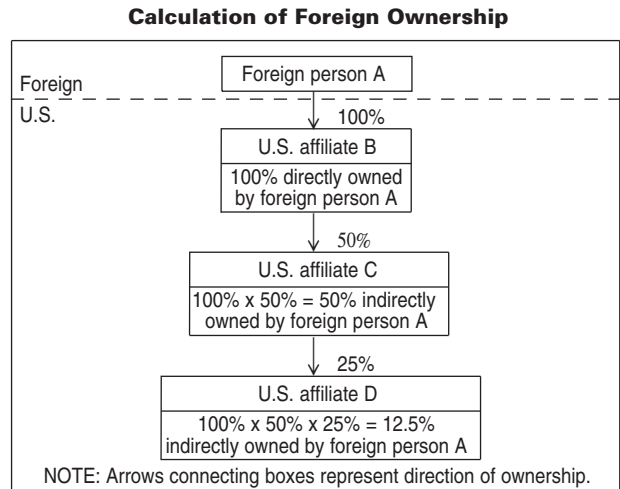 Calculation of Foreign Ownership
Foreign person A
Foreign
U.S.
100%
U.S. affiliate B
100% directly owned
by foreign person A
50%
U.S. affiliate C
100% x 50% = 50% indirectly
owned by foreign person A
25%
U.S. affiliate D
100% x 50% x 25% = 12.5%
indirectly owned by foreign person A
NOTE: Arrows connecting boxes represent direction of ownership.